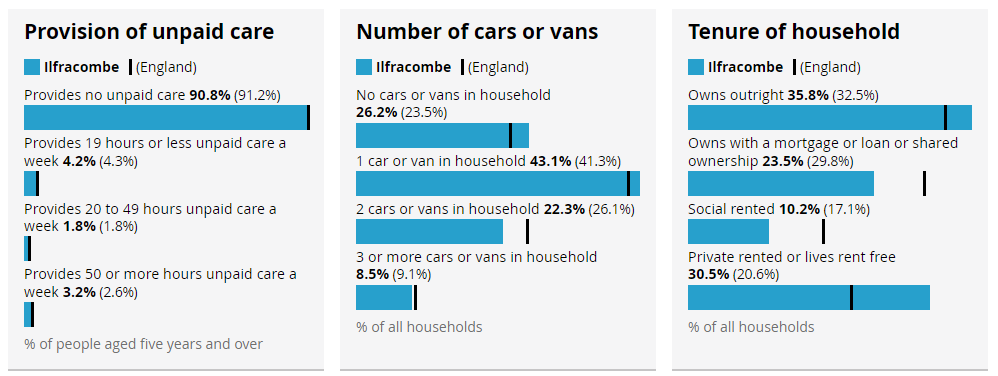 Provision of unpaid care
Ilfracombe (England)
Provides no unpaid care 90.8% (91.2%)
Provides 19 hours or less unpaid care a
week 4.2% (4.3%)
Provides 20 to 49 hours unpaid care a
week 1.8% (1.8%)
Provides 50 or more hours unpaid care a
week 3.2% (2.6%)
% of people aged five years and over
Number of cars or vans
Ilfracombe (England)
No cars or vans in household
26.2% (23.5%)
1 car or van in household 43.1% (41.3%)
2 cars or vans in household 22.3% (26.1%)
3 or more cars or vans in household
8.5% (9.1%)
% of all households
Tenure of household
Ilfracombe (England)
Owns outright 35.8% (32.5%)
Owns with a mortgage or loan or shared
ownership 23.5% (29.8%)
Social rented 10.2% (17.1%)
Private rented or lives rent free
30.5% (20.6%)
% of all households